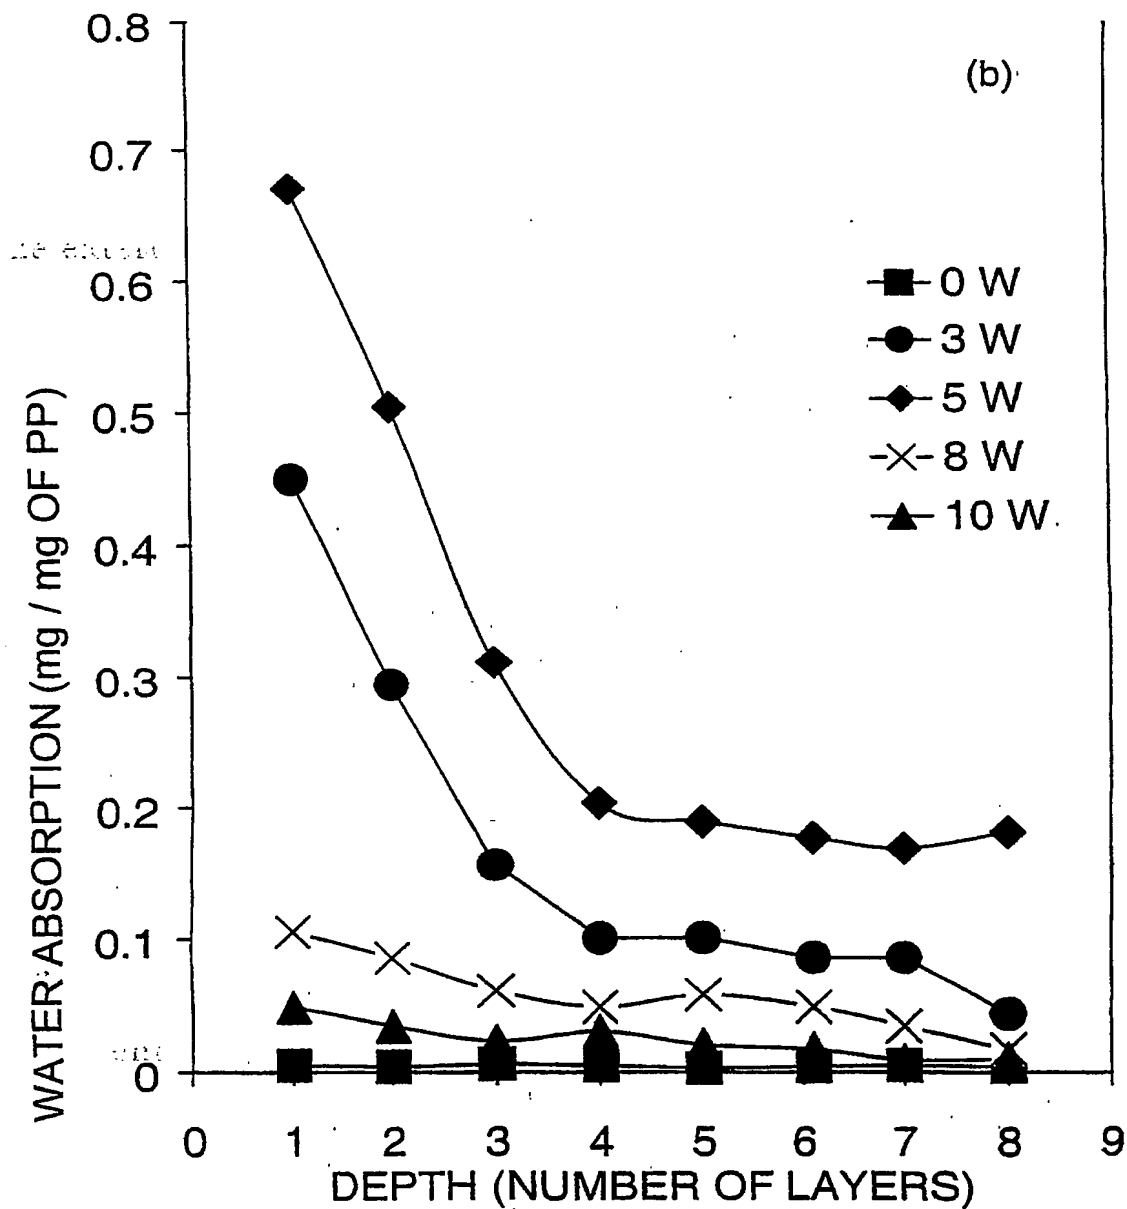 (b)
0.8
0.7
0.6
0.5
0.4
0.3
0.2
0.1
0
WATER ABSORPTION (mg / mg OF PP)
0 W
3 W
5 W
8 W
10 W
0 1 2 3 4 5 6 7 8 9
DEPTH (NUMBER OF LAYERS)